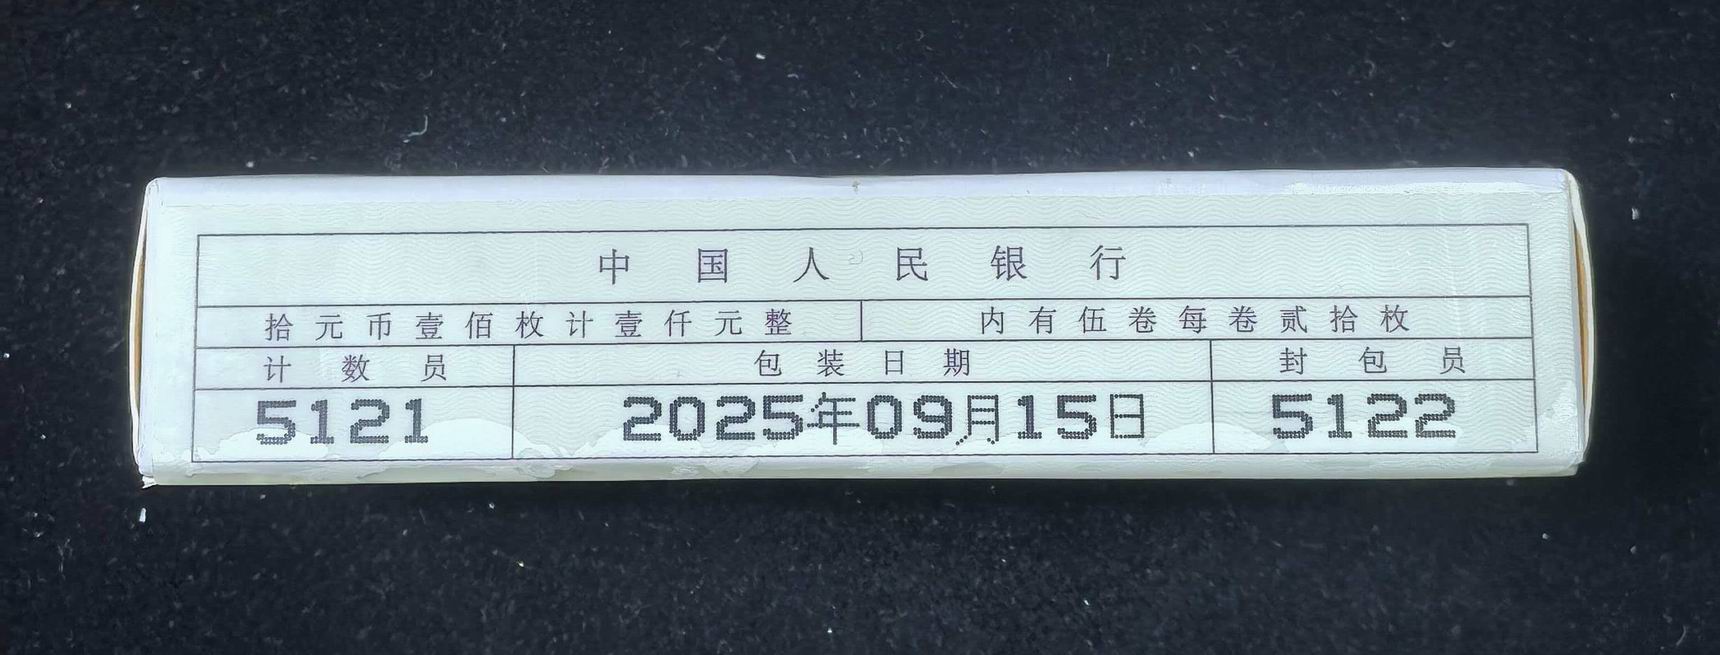 中国人民银行
拾元币壹佰枚计壹仟元整 内有伍卷每卷贰拾枚
计数员 包装日期 封包员
5121 2025年09月15日 5122